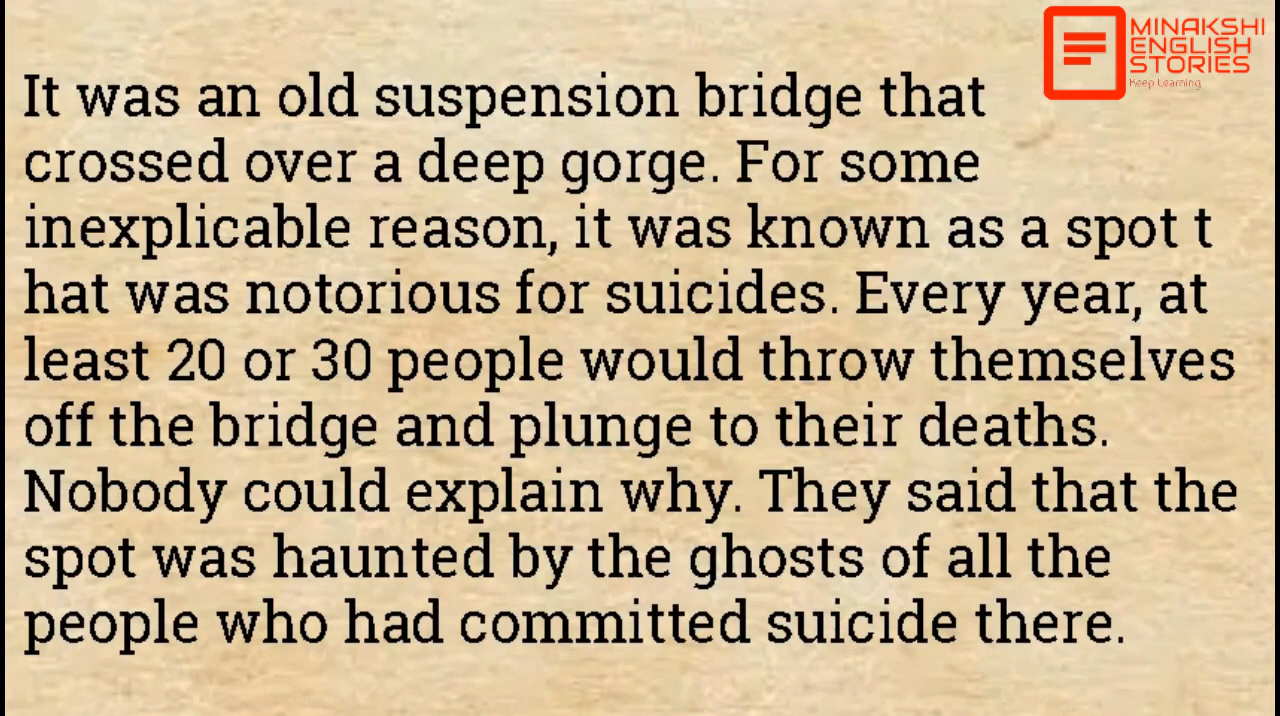 MINAKSHI
ENGLISH
STORIES
Keep Learning
It was an old suspension bridge that
crossed over a deep gorge. For some
inexplicable reason, it was known as a spot t
hat was notorious for suicides. Every year, at
least 20 or 30 people would throw themselves
off the bridge and plunge to their deaths.
Nobody could explain why. They said that the
spot was haunted by the ghosts of all the
people who had committed suicide there.